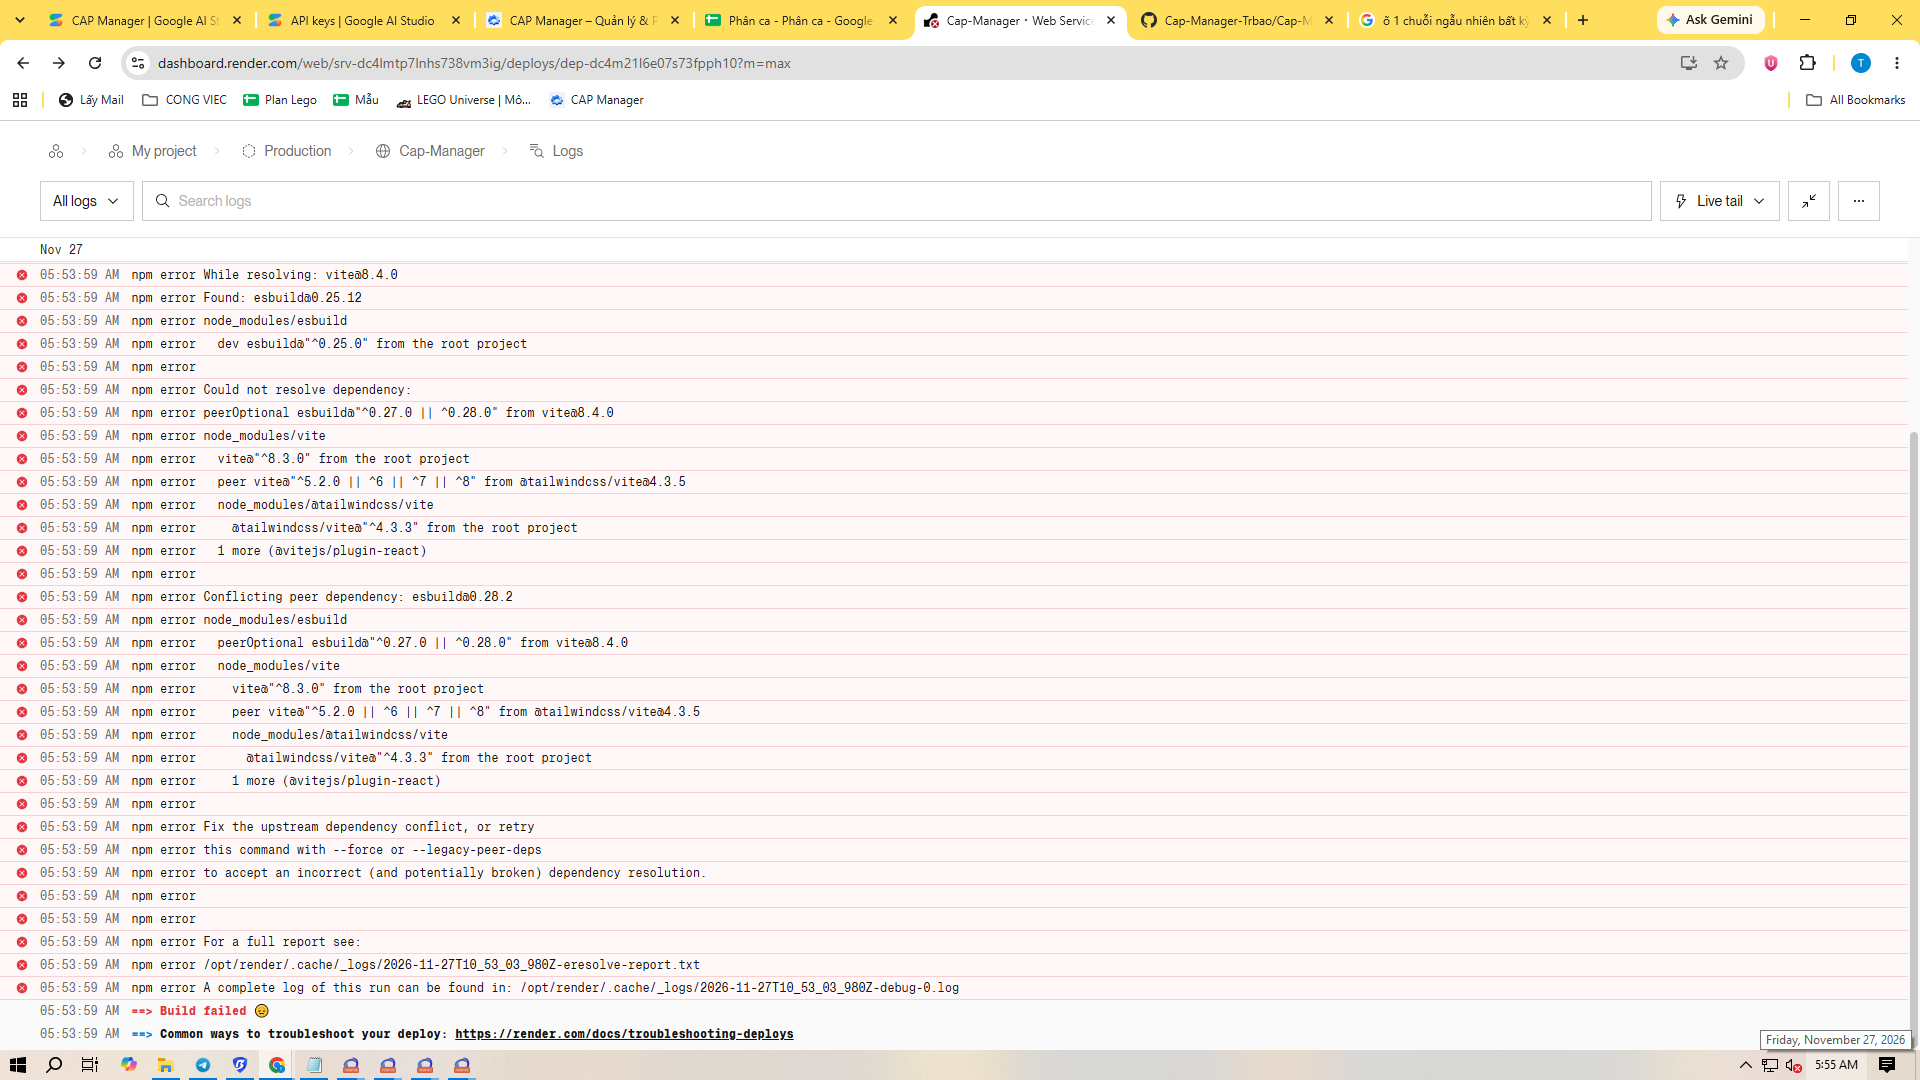 CAP Manager | Google AI St
API keys | Google AI Studio
CAP Manager – Quản lý & P
Phân ca - Phân ca - Google
Cap-Manager・Web Service
Cap-Manager-Trbao/Cap-M
õ 1 chuỗi ngẫu nhiên bất kỳ
Ask Gemini
dashboard.render.com/web/srv-dc4lmtp7lnhs738vm3ig/deploys/dep-dc4m21l6e07s73fpph10?m=max
T
Lấy Mail
CONG VIEC
Plan Lego
Mẫu
LEGO Universe | Mô...
CAP Manager
All Bookmarks
My project
Production
Cap-Manager
Logs
All logs
Search logs
Live tail
Nov 27
05:53:59 AM npm error While resolving: vite@8.4.0
05:53:59 AM npm error Found: esbuild@0.25.12
05:53:59 AM npm error node_modules/esbuild
05:53:59 AM npm error   dev esbuild@"^0.25.0" from the root project
05:53:59 AM npm error
05:53:59 AM npm error Could not resolve dependency:
05:53:59 AM npm error peerOptional esbuild@"^0.27.0 || ^0.28.0" from vite@8.4.0
05:53:59 AM npm error node_modules/vite
05:53:59 AM npm error   vite@"^8.3.0" from the root project
05:53:59 AM npm error   peer vite@"^5.2.0 || ^6 || ^7 || ^8" from @tailwindcss/vite@4.3.5
05:53:59 AM npm error   node_modules/@tailwindcss/vite
05:53:59 AM npm error     @tailwindcss/vite@"^4.3.3" from the root project
05:53:59 AM npm error   1 more (@vitejs/plugin-react)
05:53:59 AM npm error
05:53:59 AM npm error Conflicting peer dependency: esbuild@0.28.2
05:53:59 AM npm error node_modules/esbuild
05:53:59 AM npm error   peerOptional esbuild@"^0.27.0 || ^0.28.0" from vite@8.4.0
05:53:59 AM npm error   node_modules/vite
05:53:59 AM npm error     vite@"^8.3.0" from the root project
05:53:59 AM npm error     peer vite@"^5.2.0 || ^6 || ^7 || ^8" from @tailwindcss/vite@4.3.5
05:53:59 AM npm error     node_modules/@tailwindcss/vite
05:53:59 AM npm error       @tailwindcss/vite@"^4.3.3" from the root project
05:53:59 AM npm error     1 more (@vitejs/plugin-react)
05:53:59 AM npm error
05:53:59 AM npm error Fix the upstream dependency conflict, or retry
05:53:59 AM npm error this command with --force or --legacy-peer-deps
05:53:59 AM npm error to accept an incorrect (and potentially broken) dependency resolution.
05:53:59 AM npm error
05:53:59 AM npm error
05:53:59 AM npm error For a full report see:
05:53:59 AM npm error /opt/render/.cache/_logs/2026-11-27T10_53_03_980Z-eresolve-report.txt
05:53:59 AM npm error A complete log of this run can be found in: /opt/render/.cache/_logs/2026-11-27T10_53_03_980Z-debug-0.log
05:53:59 AM ==> Build failed 😞
05:53:59 AM ==> Common ways to troubleshoot your deploy: https://render.com/docs/troubleshooting-deploys
Friday, November 27, 2026
5:55 AM